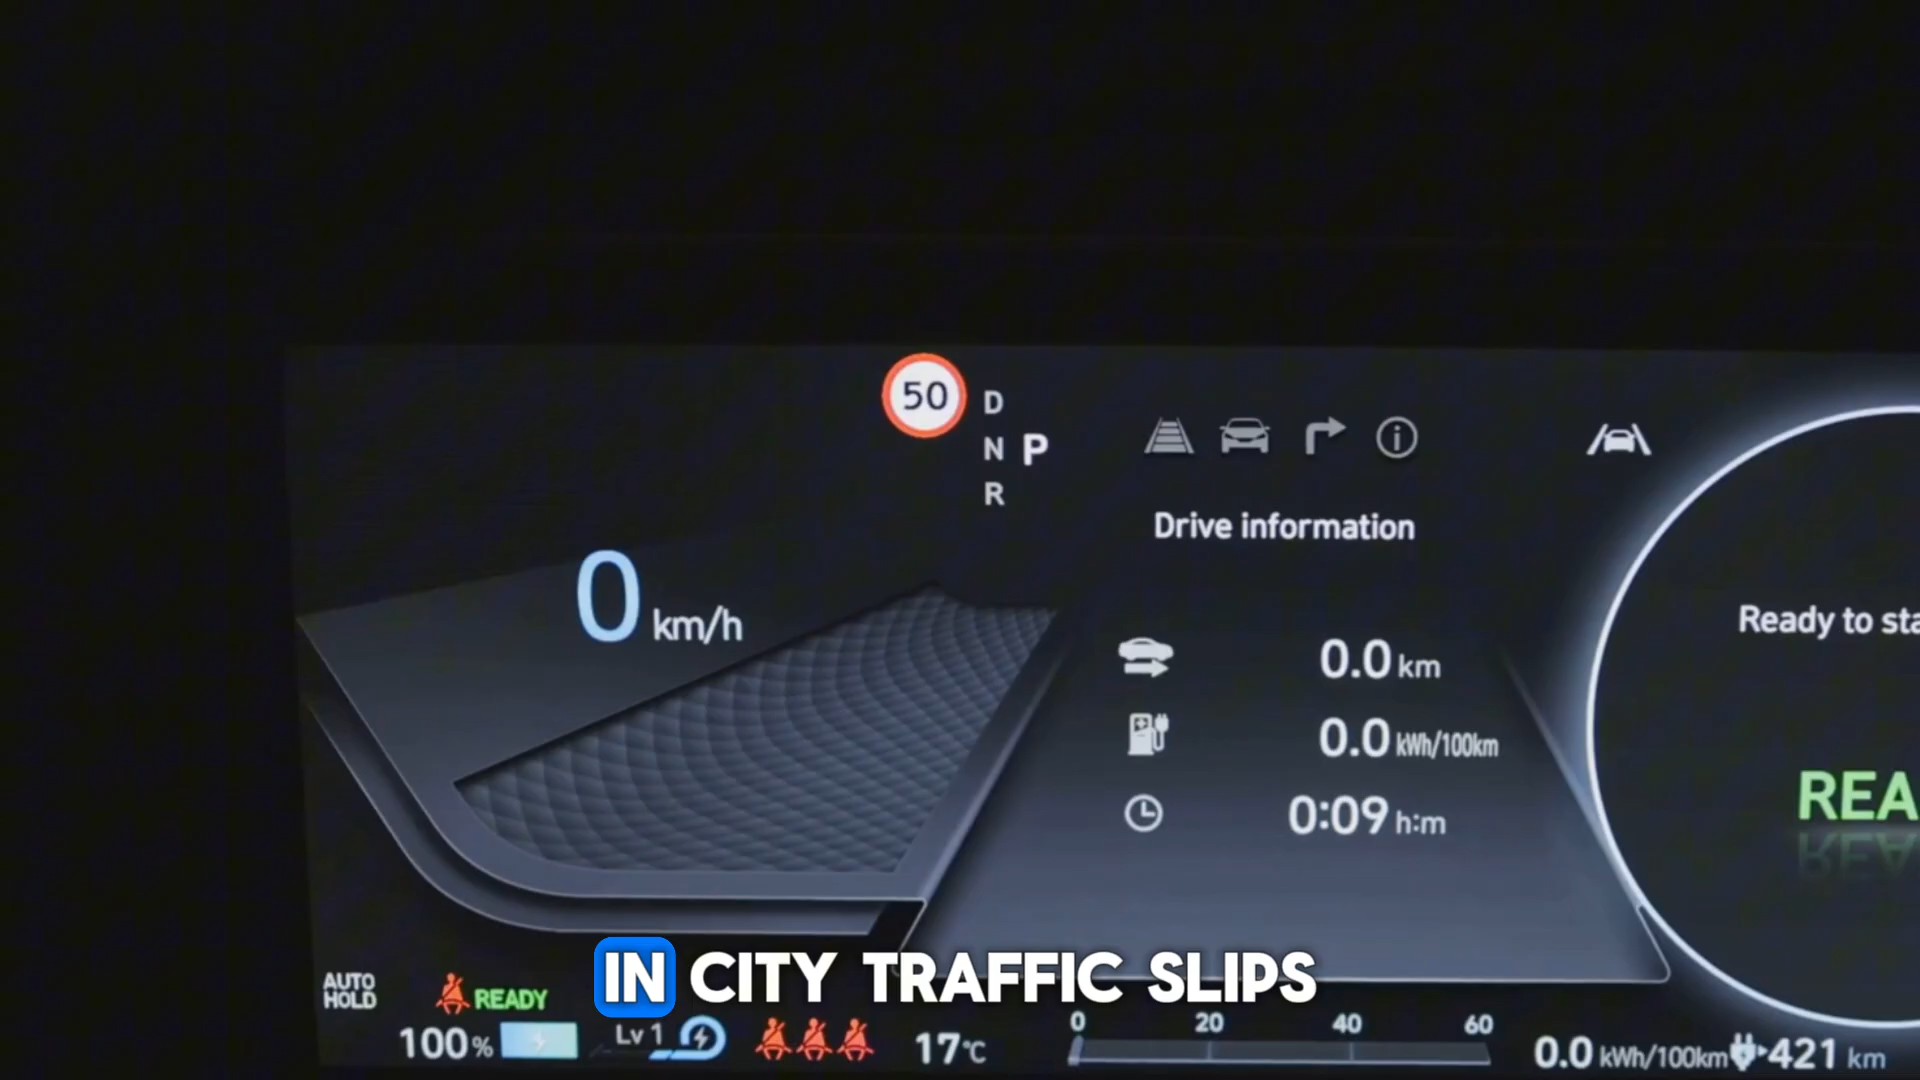 50
D
N P
R
Drive information
0 km/h
0.0 km
0.0 kWh/100km
0:09 h:m
Ready to sta
REA
IN CITY TRAFFIC SLIPS
AUTO HOLD
READY
100%
Lv 1
17°C
0 20 40 60
0.0 kWh/100km
421 km